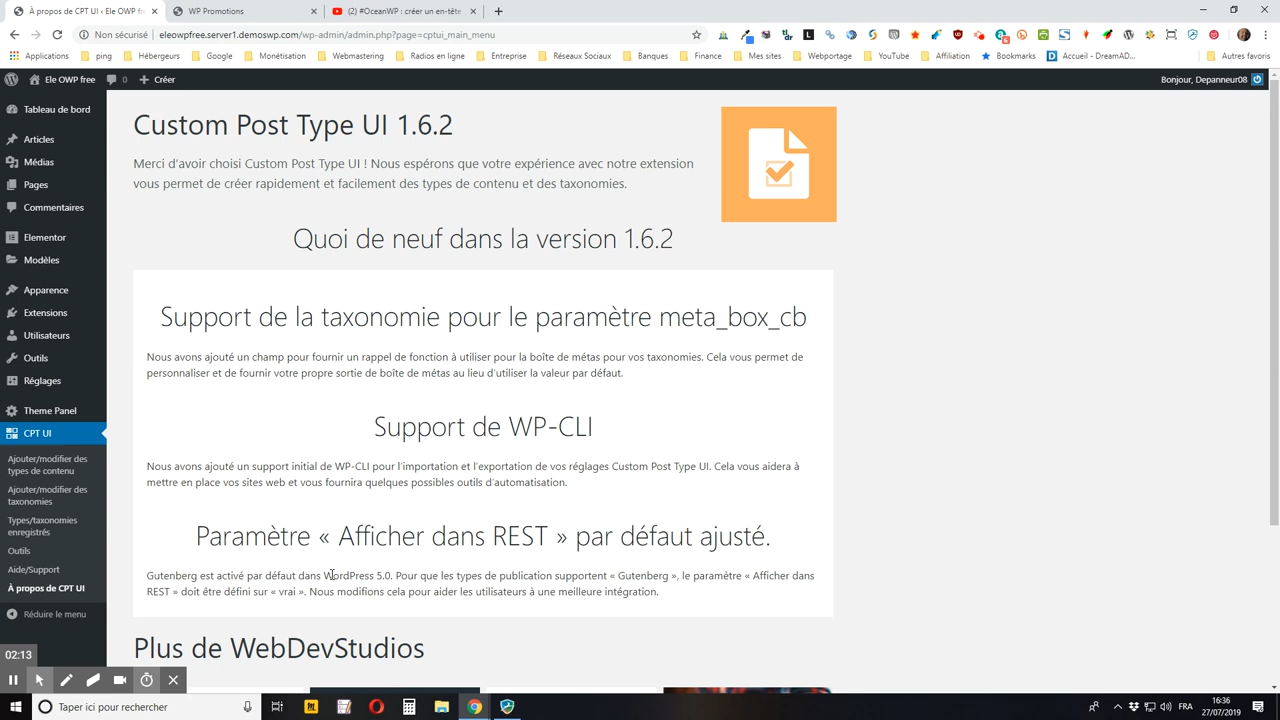 À propos de CPT UI ‹ Ele OWP fre
WP Promotions
(2) #OceanWP : créer un en-tête
Non sécurisé
eleowpfree.server1.demoswp.com/wp-admin/admin.php?page=cptui_main_menu
Applications
ping
Hébergeurs
Google
Monétisation
Webmastering
Radios en ligne
Entreprise
Réseaux Sociaux
Banques
Finance
Mes sites
Webportage
YouTube
Affiliation
Bookmarks
Accueil - DreamAD...
Autres favoris
Ele OWP free
0
Créer
Bonjour, Depanneur08
Tableau de bord
Articles
Médias
Pages
Commentaires
Elementor
Modèles
Apparence
Extensions
Utilisateurs
Outils
Réglages
Theme Panel
CPT UI
Ajouter/modifier des
types de contenu
Ajouter/modifier des
taxonomies
Types/taxonomies
enregistrés
Outils
Aide/Support
À propos de CPT UI
Réduire le menu
Custom Post Type UI 1.6.2
Merci d'avoir choisi Custom Post Type UI ! Nous espérons que votre expérience avec notre extension
vous permet de créer rapidement et facilement des types de contenu et des taxonomies.
Quoi de neuf dans la version 1.6.2
Support de la taxonomie pour le paramètre meta_box_cb
Nous avons ajouté un champ pour fournir un rappel de fonction à utiliser pour la boîte de métas pour vos taxonomies. Cela vous permet de
personnaliser et de fournir votre propre sortie de boîte de métas au lieu d'utiliser la valeur par défaut.
Support de WP-CLI
Nous avons ajouté un support initial de WP-CLI pour l'importation et l'exportation de vos réglages Custom Post Type UI. Cela vous aidera à
mettre en place vos sites web et vous fournira quelques possibles outils d'automatisation.
Paramètre « Afficher dans REST » par défaut ajusté.
Gutenberg est activé par défaut dans WordPress 5.0. Pour que les types de publication supportent « Gutenberg », le paramètre « Afficher dans
REST » doit être défini sur « vrai ». Nous modifions cela pour aider les utilisateurs à une meilleure intégration.
Plus de WebDevStudios
02:13
Taper ici pour rechercher
FRA
16:36
27/07/2019